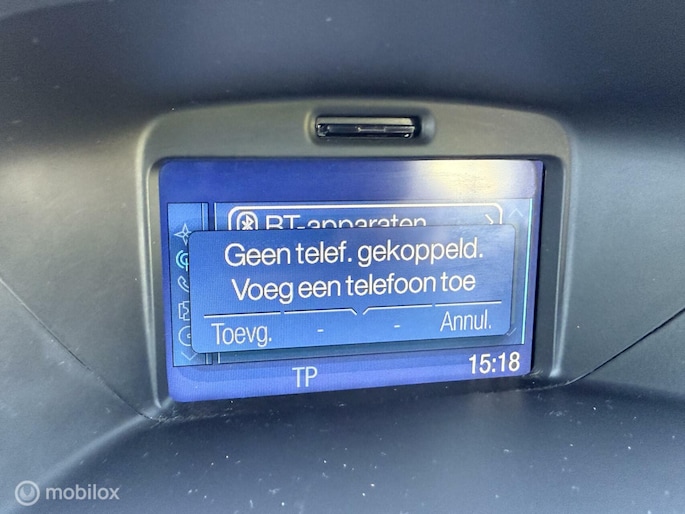 BT-apparaten
Geen telef. gekoppeld.
Voeg een telefoon toe
Toevg. - - Annul.
TP 15:18
mobilox